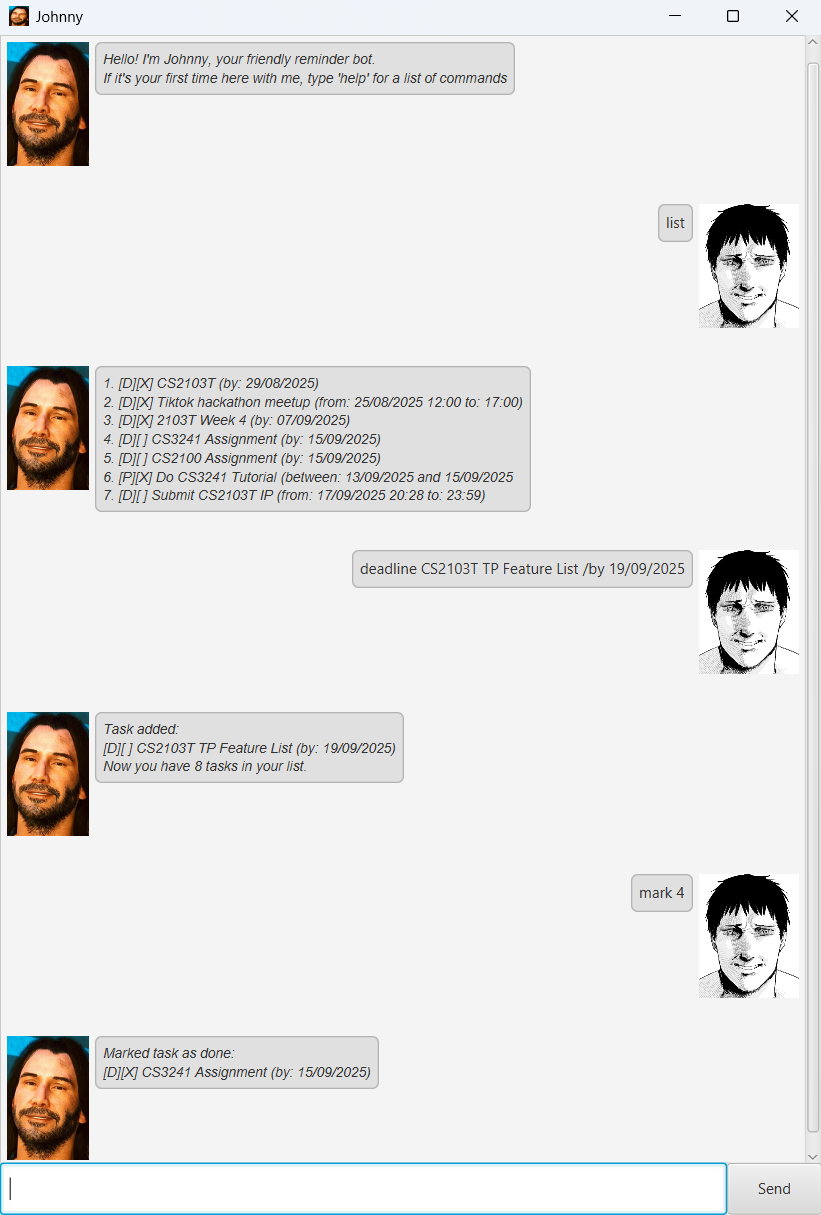 Johnny
Hello! I'm Johnny, your friendly reminder bot.
If it's your first time here with me, type 'help' for a list of commands
list
1. [D][X] CS2103T (by: 29/08/2025)
2. [D][X] Tiktok hackathon meetup (from: 25/08/2025 12:00 to: 17:00)
3. [D][X] 2103T Week 4 (by: 07/09/2025)
4. [D][ ] CS3241 Assignment (by: 15/09/2025)
5. [D][ ] CS2100 Assignment (by: 15/09/2025)
6. [P][X] Do CS3241 Tutorial (between: 13/09/2025 and 15/09/2025
7. [D][ ] Submit CS2103T IP (from: 17/09/2025 20:28 to: 23:59)
deadline CS2103T TP Feature List /by 19/09/2025
Task added:
[D][ ] CS2103T TP Feature List (by: 19/09/2025)
Now you have 8 tasks in your list.
mark 4
Marked task as done:
[D][X] CS3241 Assignment (by: 15/09/2025)
Send